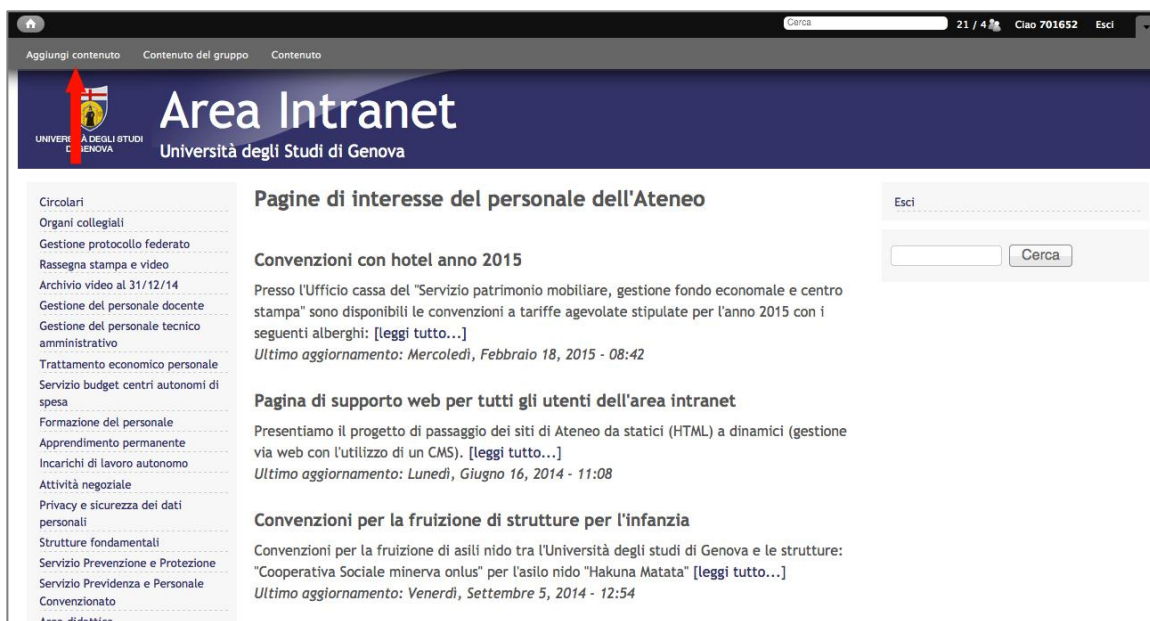 Cerca
21 / 4
Ciao 701652
Esci
Aggiungi contenuto
Contenuto del gruppo
Contenuto
UNIVERSITÀ DEGLI STUDI
DI GENOVA
Area Intranet
Università degli Studi di Genova
Circolari
Organi collegiali
Gestione protocollo federato
Rassegna stampa e video
Archivio video al 31/12/14
Gestione del personale docente
Gestione del personale tecnico
amministrativo
Trattamento economico personale
Servizio budget centri autonomi di
spesa
Formazione del personale
Apprendimento permanente
Incarichi di lavoro autonomo
Attività negoziale
Privacy e sicurezza dei dati
personali
Strutture fondamentali
Servizio Prevenzione e Protezione
Servizio Previdenza e Personale
Convenzionato
Area didattica
Pagine di interesse del personale dell'Ateneo
Convenzioni con hotel anno 2015
Presso l'Ufficio cassa del "Servizio patrimonio mobiliare, gestione fondo economale e centro
stampa" sono disponibili le convenzioni a tariffe agevolate stipulate per l'anno 2015 con i
seguenti alberghi: [leggi tutto...]
Ultimo aggiornamento: Mercoledì, Febbraio 18, 2015 - 08:42
Pagina di supporto web per tutti gli utenti dell'area intranet
Presentiamo il progetto di passaggio dei siti di Ateneo da statici (HTML) a dinamici (gestione
via web con l'utilizzo di un CMS). [leggi tutto...]
Ultimo aggiornamento: Lunedì, Giugno 16, 2014 - 11:08
Convenzioni per la fruizione di strutture per l'infanzia
Convenzioni per la fruizione di asili nido tra l'Università degli studi di Genova e le strutture:
"Cooperativa Sociale minerva onlus" per l'asilo nido "Hakuna Matata" [leggi tutto...]
Ultimo aggiornamento: Venerdì, Settembre 5, 2014 - 12:54
Esci
Cerca